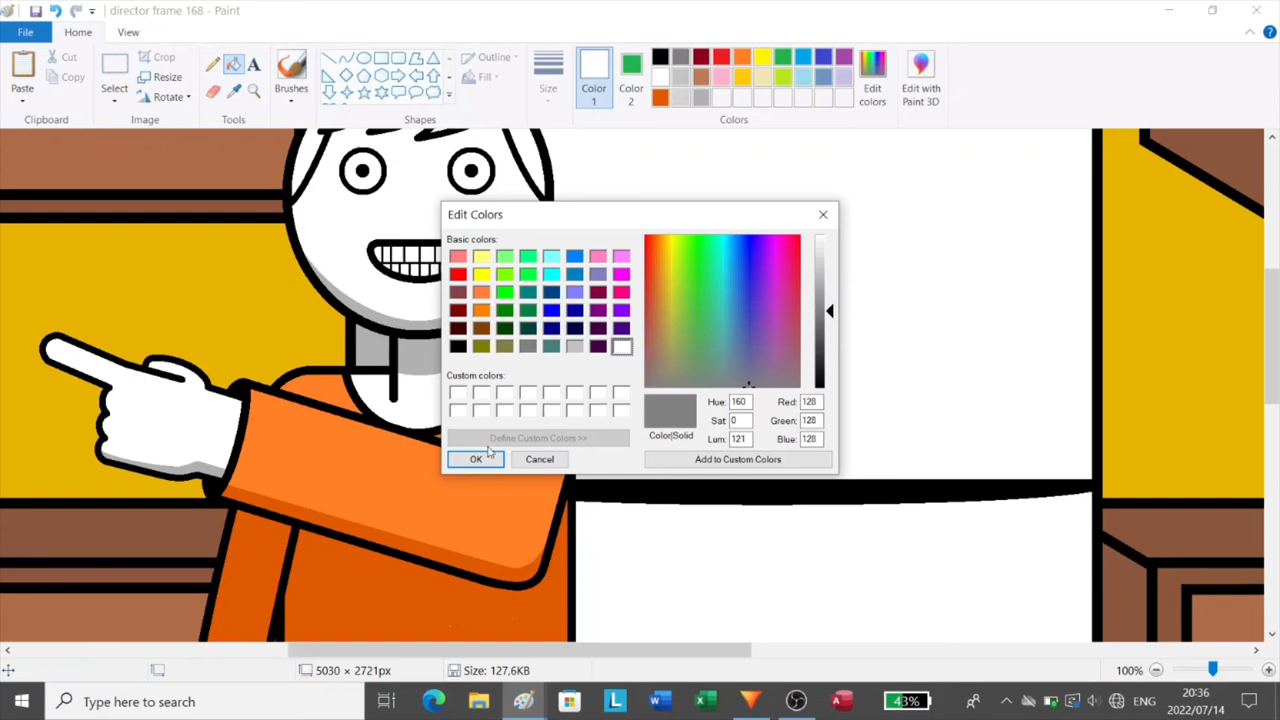 director frame 168 - Paint
File
Home
View
Cut
Copy
Paste
Clipboard
Crop
Resize
Rotate
Select
Image
A
Tools
Brushes
Outline
Fill
Shapes
Size
Color
1
Color
2
Edit
colors
Colors
Edit with
Paint 3D
Edit Colors
Basic colors:
Custom colors:
Define Custom Colors >>
OK
Cancel
Color|Solid
Hue: 160
Sat: 0
Lum: 121
Red: 128
Green: 128
Blue: 128
Add to Custom Colors
5030 × 2721px
Size: 127,6KB
100%
Type here to search
L
W
X
A
43%
ENG
20:36
2022/07/14